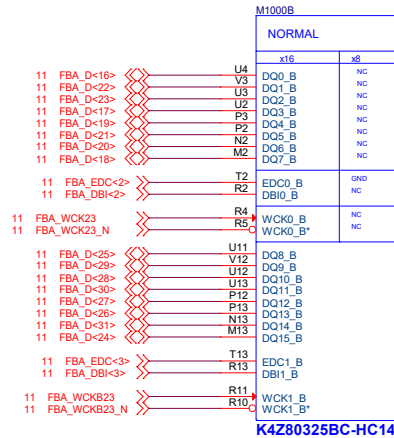 M1000B
NORMAL
x16 x8
11 FBA_D<16> U4 DQ0_B NC
11 FBA_D<22> V3 DQ1_B NC
11 FBA_D<23> U3 DQ2_B NC
11 FBA_D<17> U2 DQ3_B NC
11 FBA_D<19> P3 DQ4_B NC
11 FBA_D<21> P2 DQ5_B NC
11 FBA_D<20> N2 DQ6_B NC
11 FBA_D<18> M2 DQ7_B NC
11 FBA_EDC<2> T2 EDC0_B GND
11 FBA_DBI<2> R2 DBI0_B NC
11 FBA_WCK23 R4 WCK0_B NC
11 FBA_WCK23_N R5 WCK0_B* NC
11 FBA_D<25> U11 DQ8_B
11 FBA_D<29> V12 DQ9_B
11 FBA_D<28> U12 DQ10_B
11 FBA_D<30> U13 DQ11_B
11 FBA_D<27> P12 DQ12_B
11 FBA_D<26> P13 DQ13_B
11 FBA_D<31> N13 DQ14_B
11 FBA_D<24> M13 DQ15_B
11 FBA_EDC<3> T13 EDC1_B
11 FBA_DBI<3> R13 DBI1_B
11 FBA_WCKB23 R11 WCK1_B
11 FBA_WCKB23_N R10 WCK1_B*
K4Z80325BC-HC14